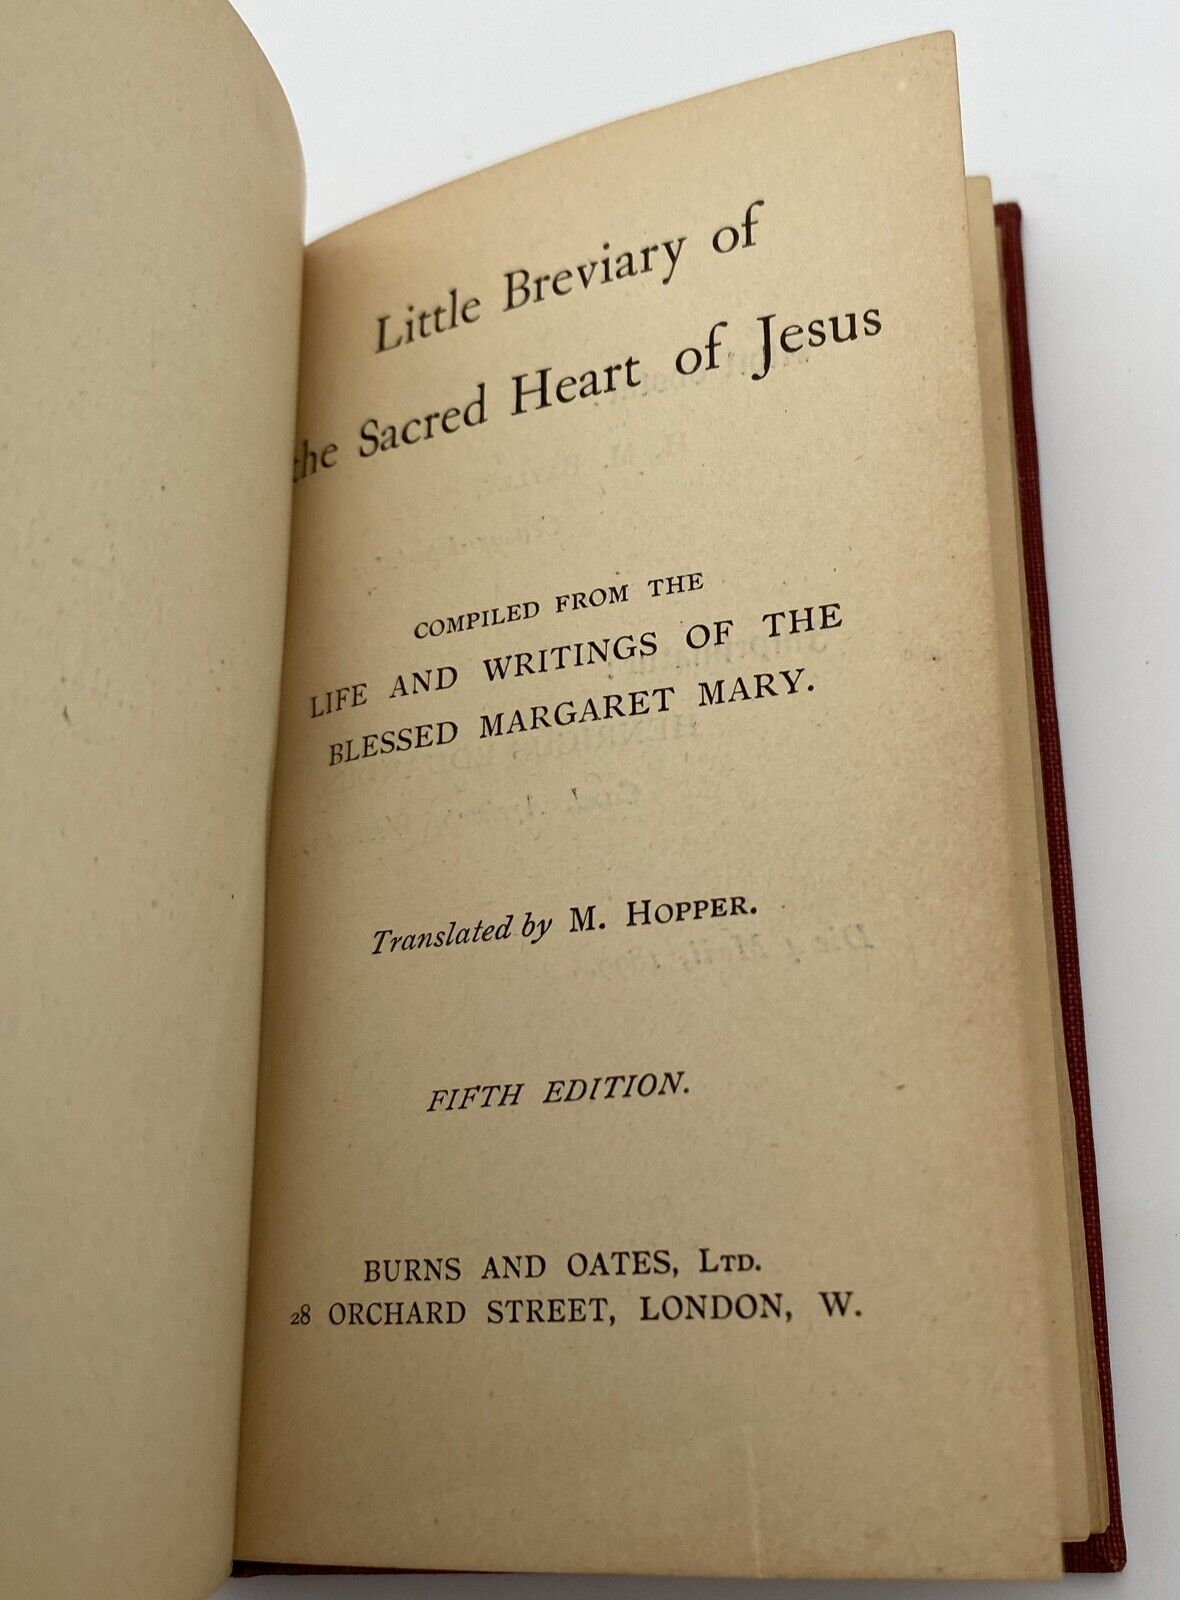 Little Breviary of
the Sacred Heart of Jesus
COMPILED FROM THE
LIFE AND WRITINGS OF THE
BLESSED MARGARET MARY.
Translated by M. HOPPER.
FIFTH EDITION.
BURNS AND OATES, LTD.
28 ORCHARD STREET, LONDON, W.